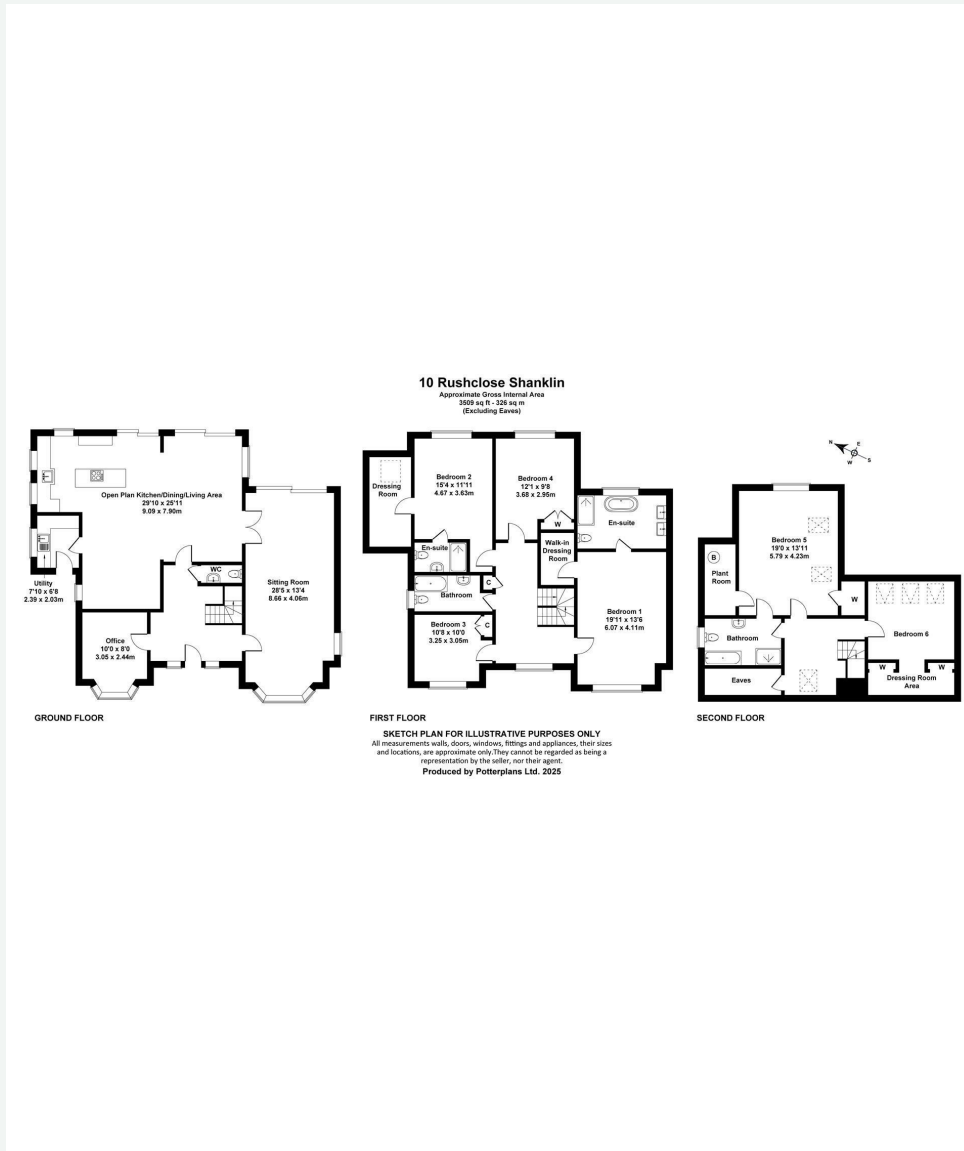 10 Rushclose Shanklin
Approximate Gross Internal Area
3509 sq ft - 326 sq m
(Excluding Eaves)
Open Plan Kitchen/Dining/Living Area
29'10 x 25'11
9.09 x 7.90m
Utility
7'10 x 6'8
2.39 x 2.03m
WC
Sitting Room
28'5 x 13'4
8.66 x 4.06m
Office
10'0 x 8'0
3.05 x 2.44m
GROUND FLOOR
Dressing
Room
Bedroom 2
15'4 x 11'11
4.67 x 3.63m
Bedroom 4
12'1 x 9'8
3.68 x 2.95m
W
En-suite
En-suite
Walk-in
Dressing
Room
C
Bathroom
Bedroom 3
10'8 x 10'0
3.25 x 3.05m
C
Bedroom 1
19'11 x 13'6
6.07 x 4.11m
FIRST FLOOR
N
E
S
W
Bedroom 5
19'0 x 13'11
5.79 x 4.23m
B
Plant
Room
W
Bathroom
Bedroom 6
Eaves
W
W
Dressing Room
Area
SECOND FLOOR
SKETCH PLAN FOR ILLUSTRATIVE PURPOSES ONLY
All measurements walls, doors, windows, fittings and appliances, their sizes
and locations, are approximate only.They cannot be regarded as being a
representation by the seller, nor their agent.
Produced by Potterplans Ltd. 2025